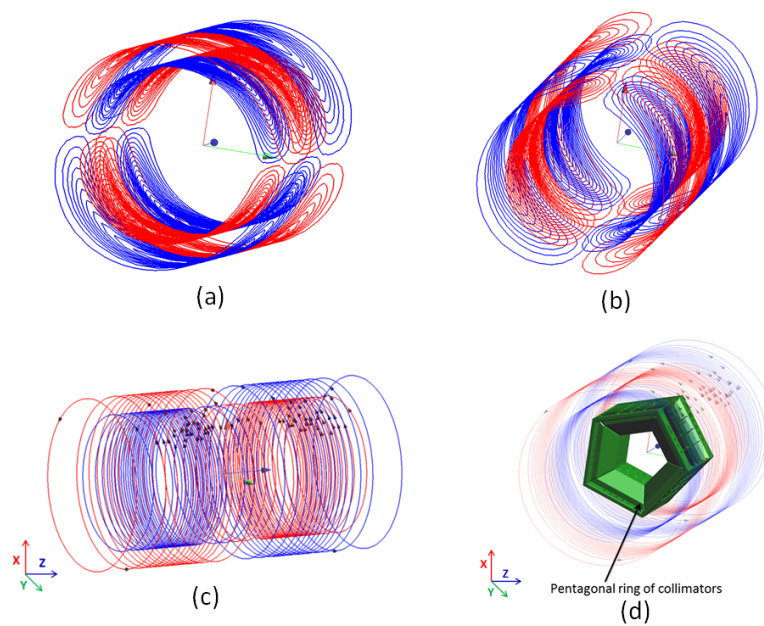 (a)
(b)
X
Z
Y
(c)
X
Z
Y
Pentagonal ring of collimators
(d)